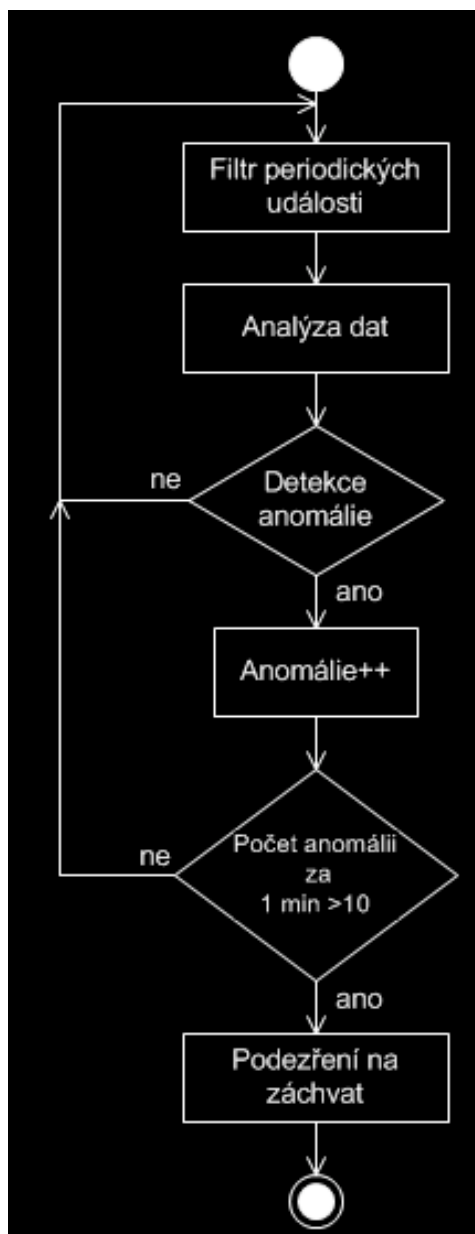 Filtr periodických
události
Analýza dat
ne
Detekce
anomálie
ano
Anomálie++
ne
Počet anomálii
za
1 min >10
ano
Podezření na
záchvat